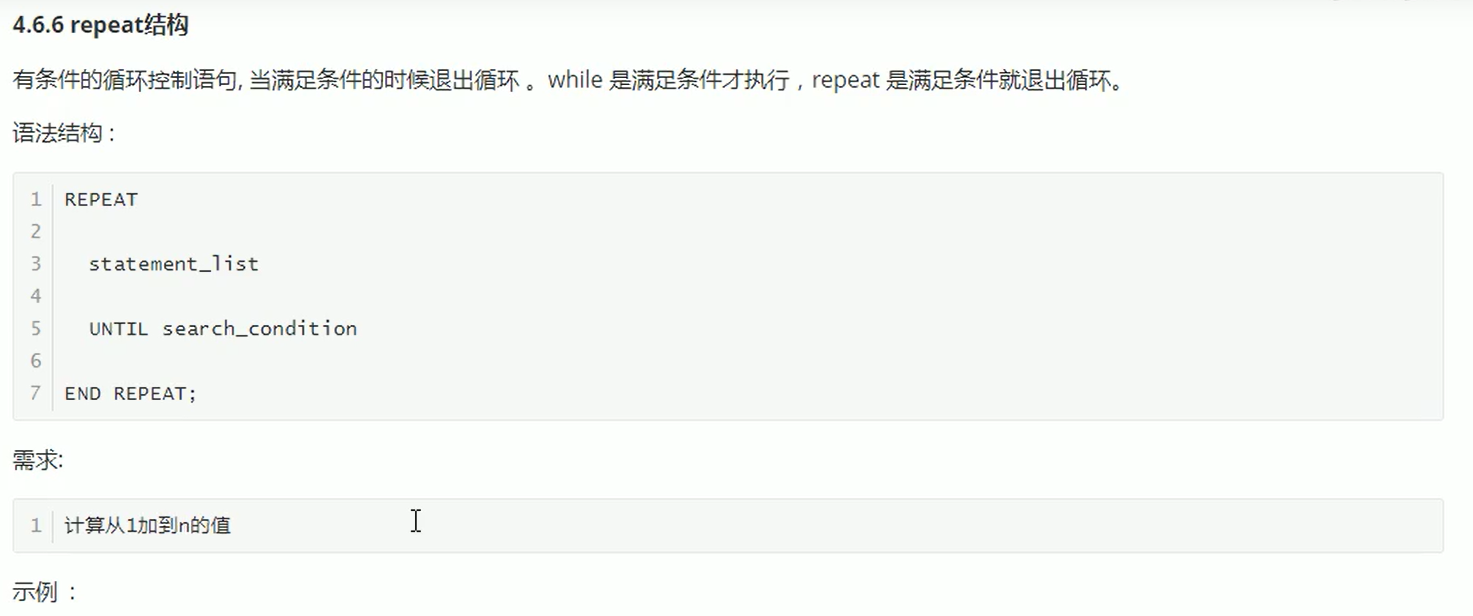 4.6.6 repeat结构
有条件的循环控制语句, 当满足条件的时候退出循环 。while 是满足条件才执行，repeat 是满足条件就退出循环。
语法结构 :
1 REPEAT
2
3 statement_list
4
5 UNTIL search_condition
6
7 END REPEAT;
需求:
1 计算从1加到n的值
示例 ：